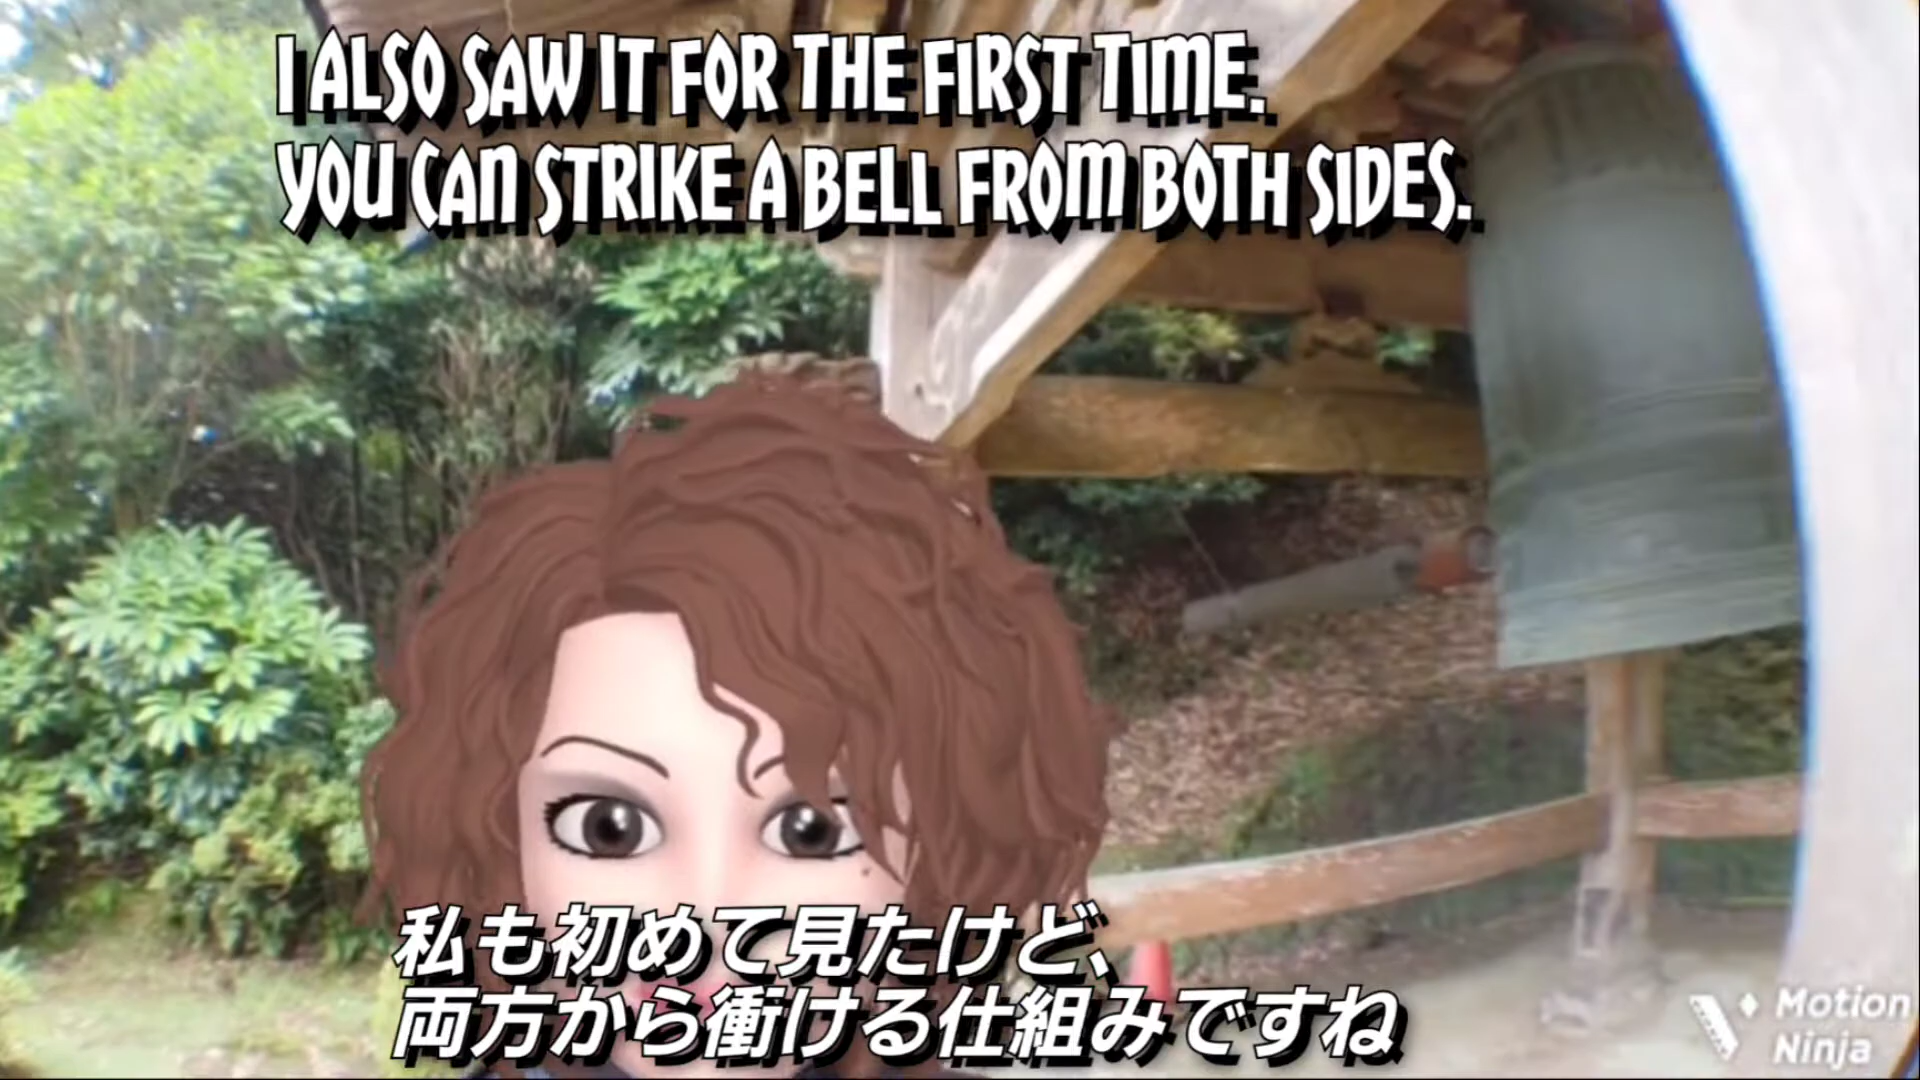 I ALSO SAW IT FOR THE FIRST TIME.
YOU CAN STRIKE A BELL FROM BOTH SIDES.
私も初めて見たけど、
両方から衝ける仕組みですね
Motion
Ninja